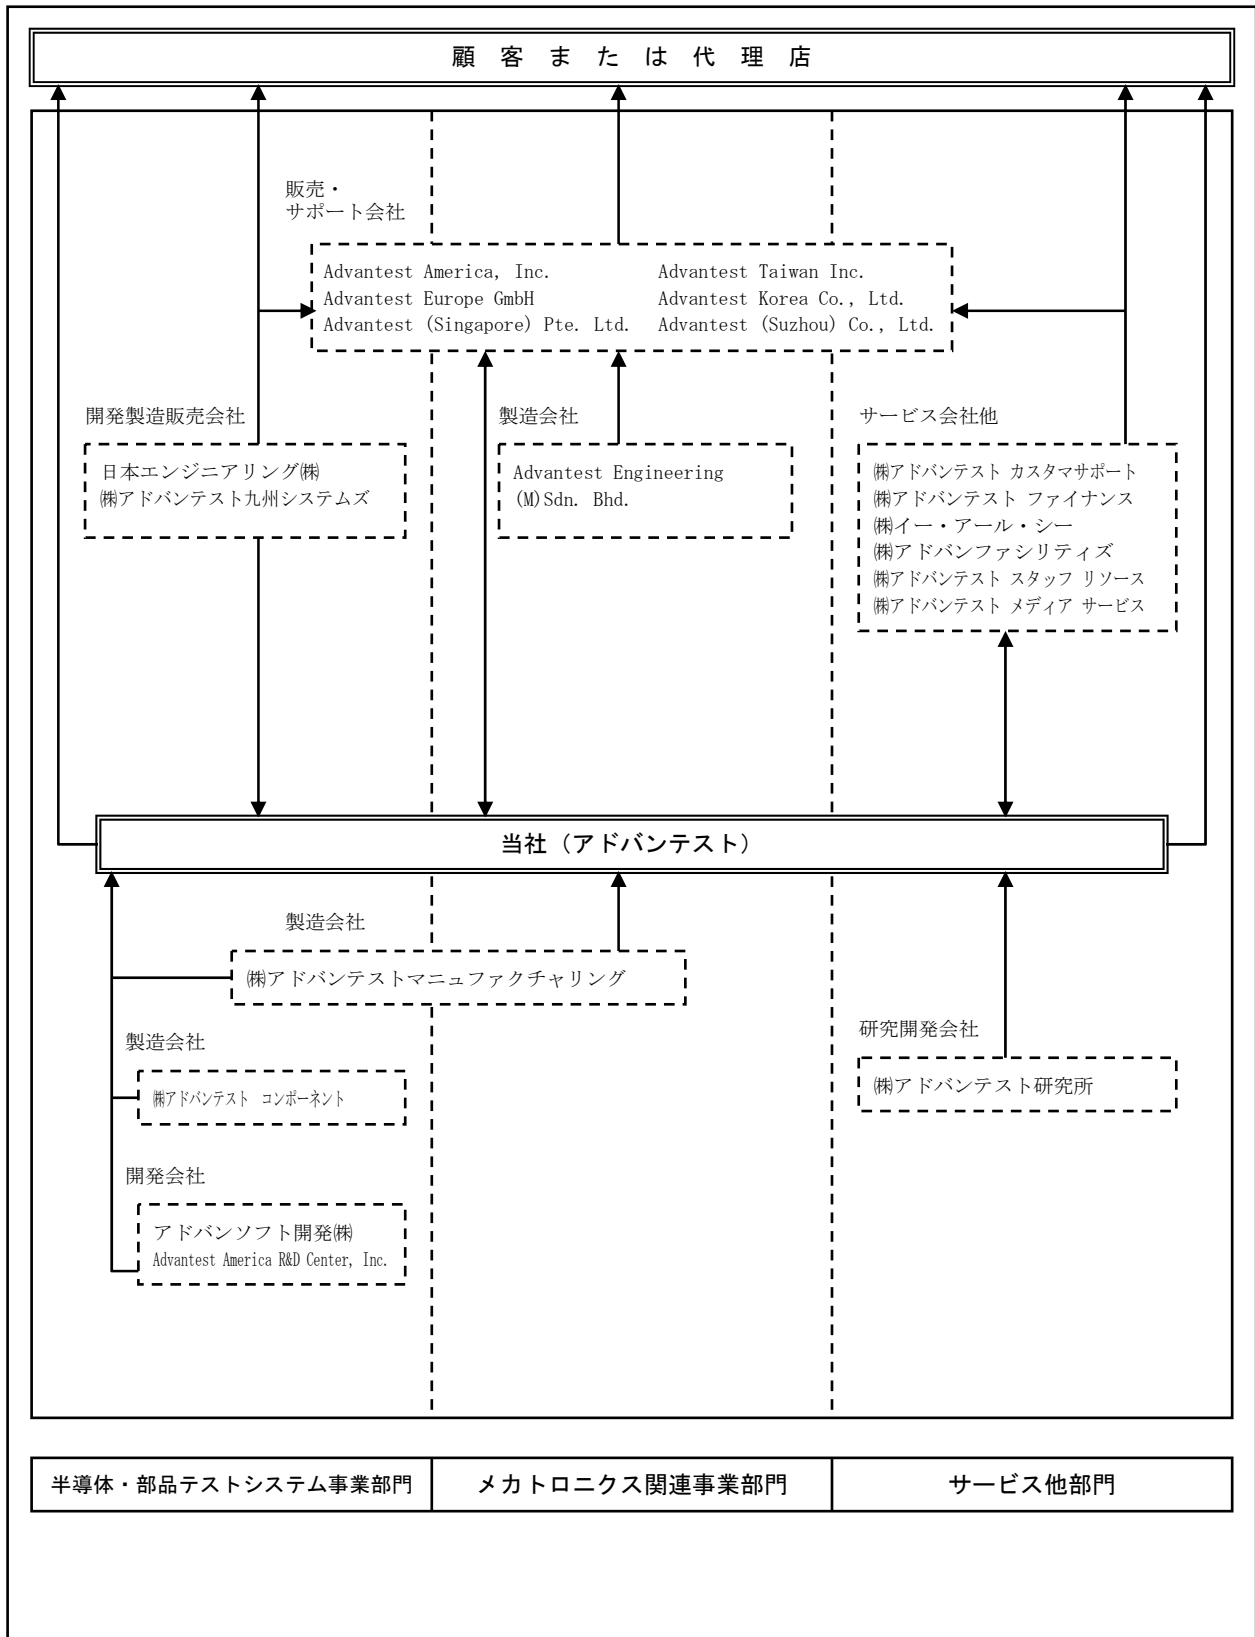 顧客または代理店
販売・
サポート会社
Advantest America, Inc.
Advantest Europe GmbH
Advantest (Singapore) Pte. Ltd.
Advantest Taiwan Inc.
Advantest Korea Co., Ltd.
Advantest (Suzhou) Co., Ltd.
開発製造販売会社
日本エンジニアリング㈱
㈱アドバンテスト九州システムズ
製造会社
Advantest Engineering
(M)Sdn. Bhd.
サービス会社他
㈱アドバンテスト カスタマサポート
㈱アドバンテスト ファイナンス
㈱イー・アール・シー
㈱アドバンファシリティズ
㈱アドバンテスト スタッフ リソース
㈱アドバンテスト メディア サービス
当社（アドバンテスト）
製造会社
㈱アドバンテストマニュファクチャリング
製造会社
㈱アドバンテスト コンポーネント
開発会社
アドバンソフト開発㈱
Advantest America R&D Center, Inc.
研究開発会社
㈱アドバンテスト研究所
半導体・部品テストシステム事業部門
メカトロニクス関連事業部門
サービス他部門